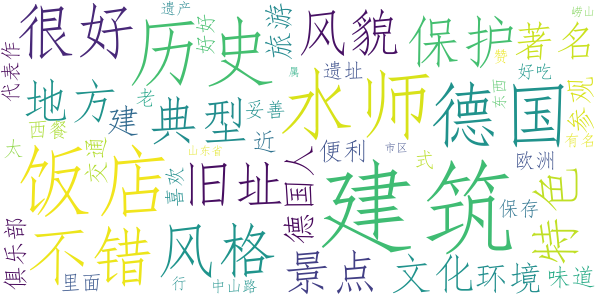 很好
历史
遗产
好好
旅游
风貌
保护
著名
崂山
赞
代表作
地方
建
典型
老
妥善
遗址
水师
德国
好吃
东西
参观
有名
西餐
太
交通
山东省
属
近
便利
市区
式
欧洲
饭店
喜欢
旧址
德国人
建筑
特色
保存
俱乐部
不错
里面
风格
行
中山路
景点
文化
环境
味道